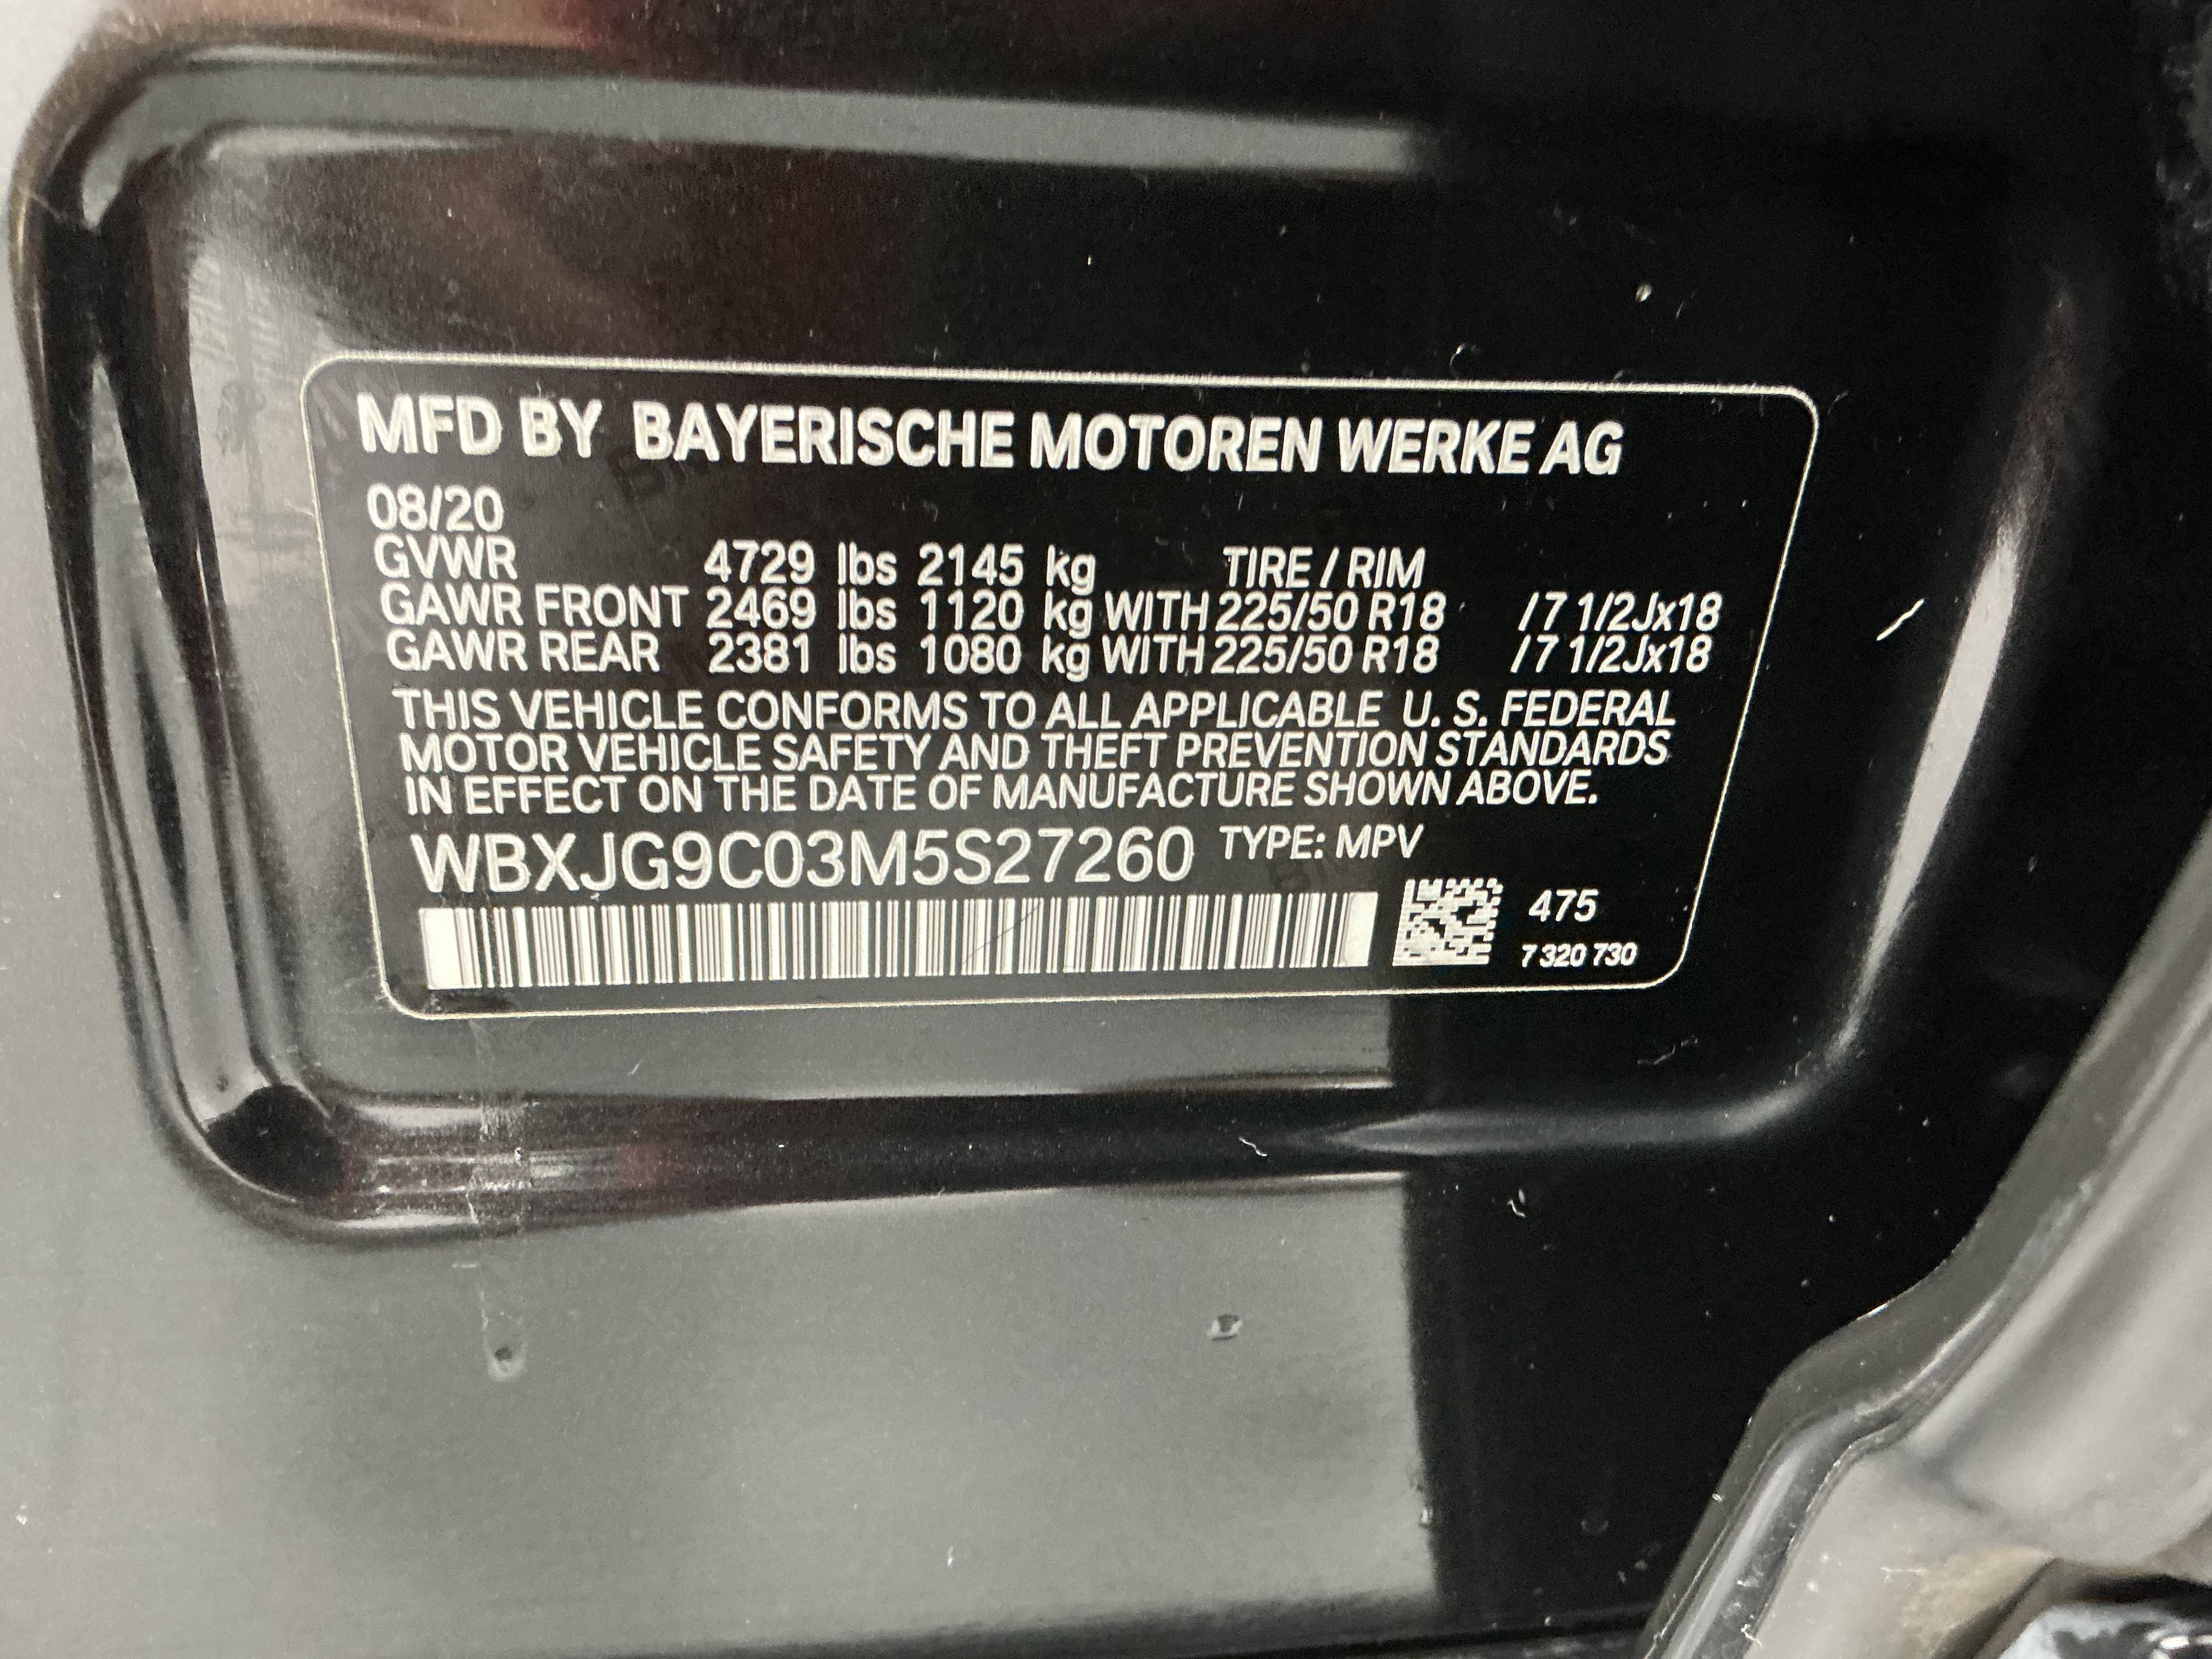 MFD BY BAYERISCHE MOTOREN WERKE AG
08/20
GVWR 4729 lbs 2145 kg TIRE / RIM
GAWR FRONT 2469 lbs 1120 kg WITH 225/50 R18 /7 1/2Jx18
GAWR REAR 2381 lbs 1080 kg WITH 225/50 R18 /7 1/2Jx18
THIS VEHICLE CONFORMS TO ALL APPLICABLE U. S. FEDERAL
MOTOR VEHICLE SAFETY AND THEFT PREVENTION STANDARDS
IN EFFECT ON THE DATE OF MANUFACTURE SHOWN ABOVE.
WBXJG9C03M5S27260 TYPE: MPV
475
7 320 730